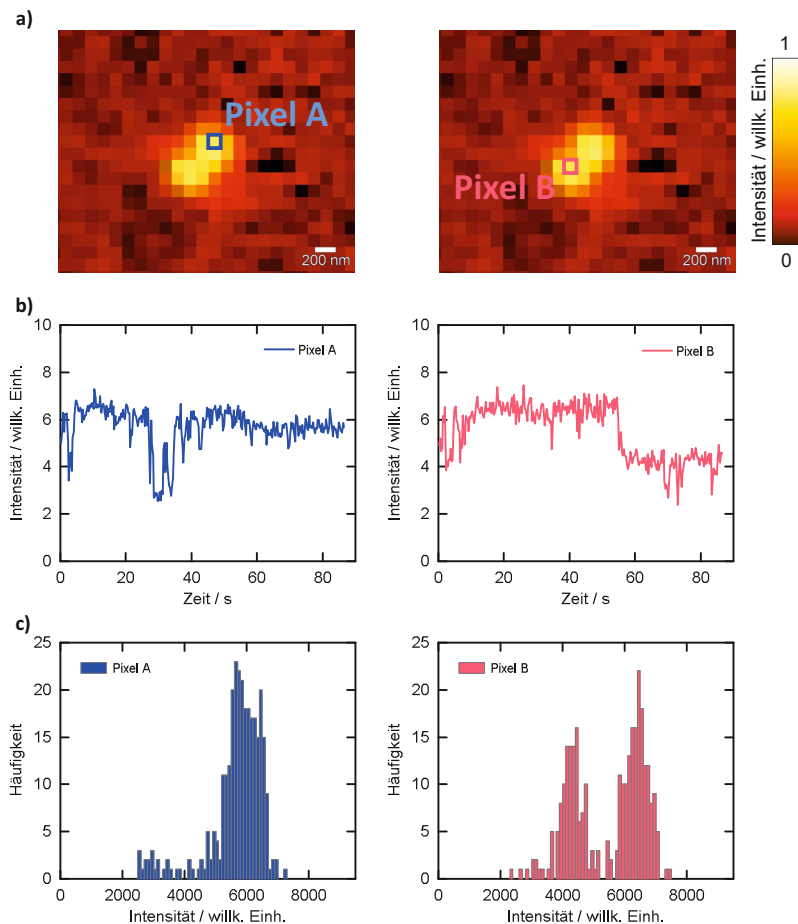 a)
Pixel A
200 nm
Pixel B
200 nm
1
Intensität / willk. Einh.
0
b)
10
8
6
4
2
0
Intensität / willk. Einh.
Pixel A
0 20 40 60 80
Zeit / s
10
8
6
4
2
0
Intensität / willk. Einh.
Pixel B
0 20 40 60 80
Zeit / s
c)
25
20
15
10
5
0
Häufigkeit
Pixel A
0 2000 4000 6000 8000
Intensität / willk. Einh.
25
20
15
10
5
0
Häufigkeit
Pixel B
0 2000 4000 6000 8000
Intensität / willk. Einh.